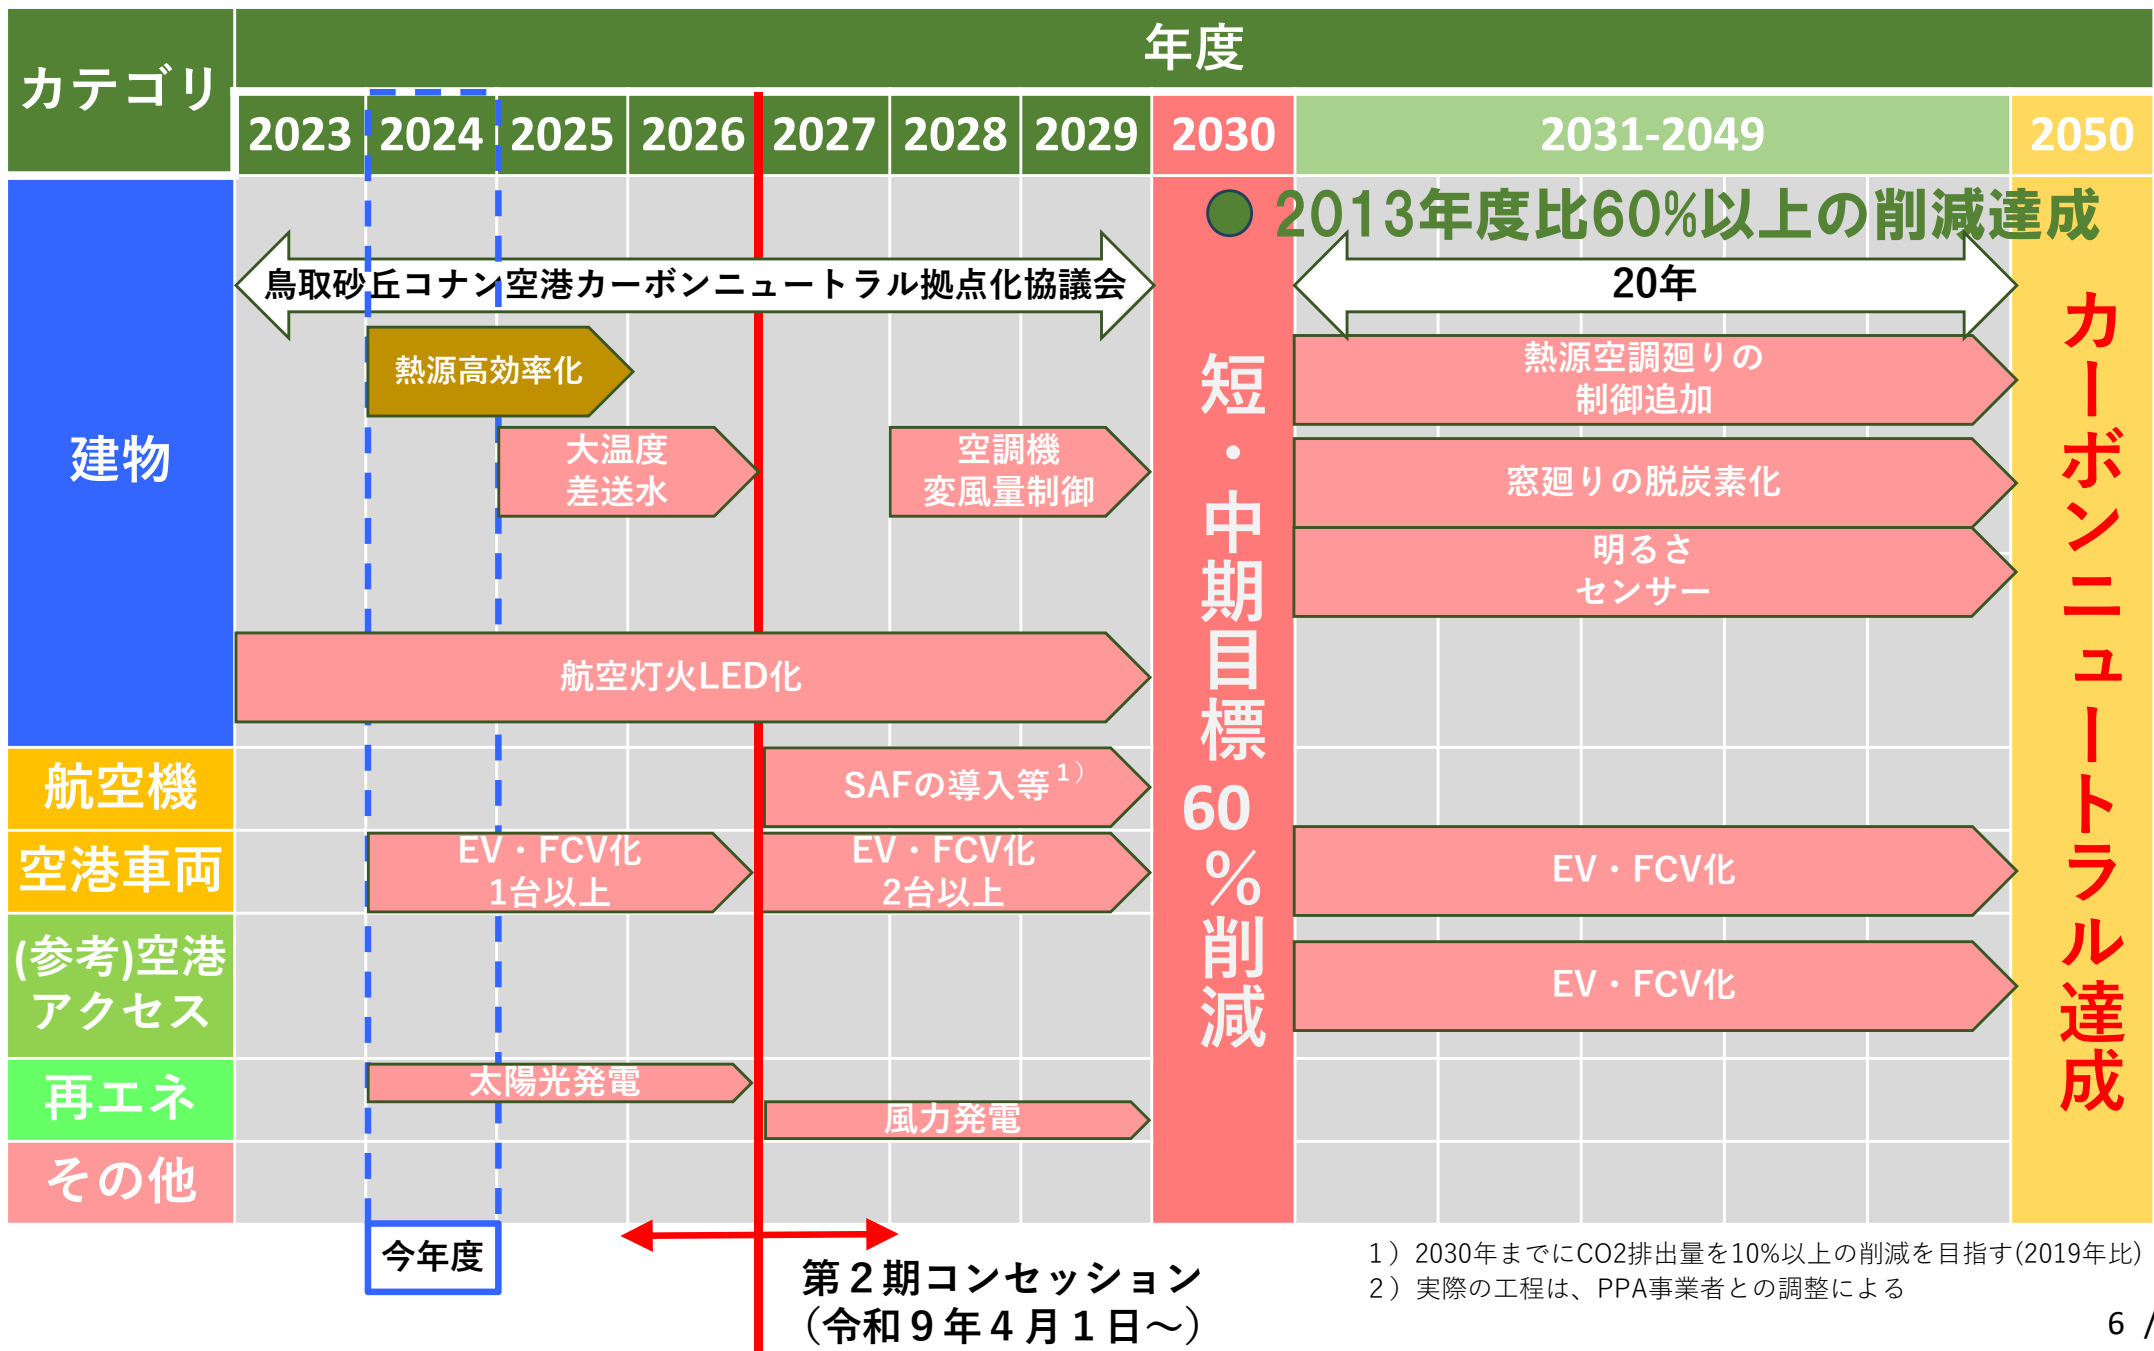 カテゴリ
年度
2023
2024
2025
2026
2027
2028
2029
2030
2031-2049
2050
2013年度比60%以上の削減達成
建物
鳥取砂丘コナン空港カーボンニュートラル拠点化協議会
20年
熱源高効率化
熱源空調廻りの
制御追加
大温度
差送水
空調機
変風量制御
窓廻りの脱炭素化
明るさ
センサー
航空灯火LED化
航空機
SAFの導入等1）
空港車両
EV・FCV化
1台以上
EV・FCV化
2台以上
EV・FCV化
(参考)空港
アクセス
EV・FCV化
再エネ
太陽光発電
風力発電
その他
短・中期目標60％削減
カーボンニュートラル達成
今年度
第２期コンセッション
（令和９年４月１日～）
1）2030年までにCO2排出量を10%以上の削減を目指す(2019年比)
2）実際の工程は、PPA事業者との調整による
6 /